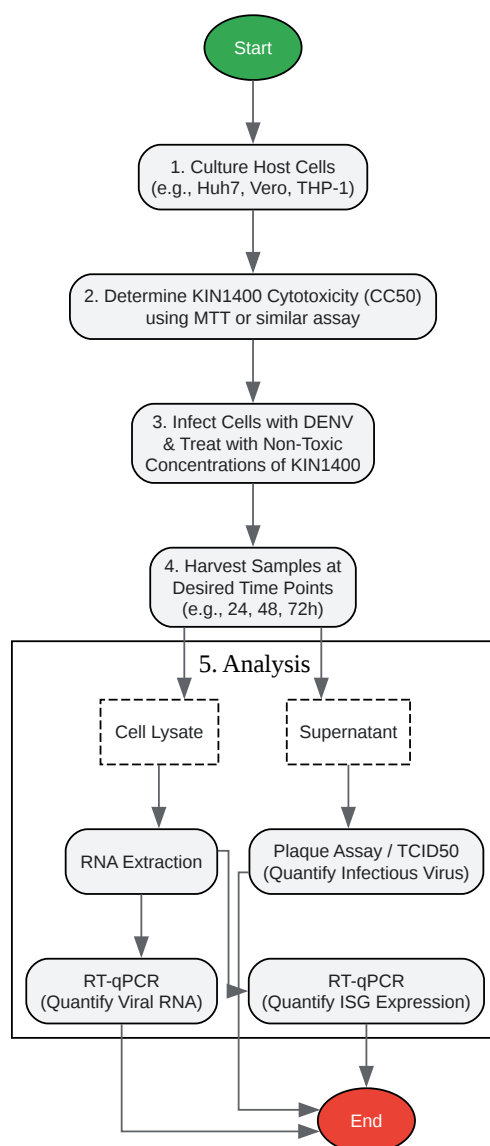 Start
1. Culture Host Cells
(e.g., Huh7, Vero, THP-1)
2. Determine KIN1400 Cytotoxicity (CC50)
using MTT or similar assay
3. Infect Cells with DENV
& Treat with Non-Toxic
Concentrations of KIN1400
4. Harvest Samples at
Desired Time Points
(e.g., 24, 48, 72h)
5. Analysis
Cell Lysate
Supernatant
RNA Extraction
Plaque Assay / TCID50
(Quantify Infectious Virus)
RT-qPCR
(Quantify Viral RNA)
RT-qPCR
(Quantify ISG Expression)
End